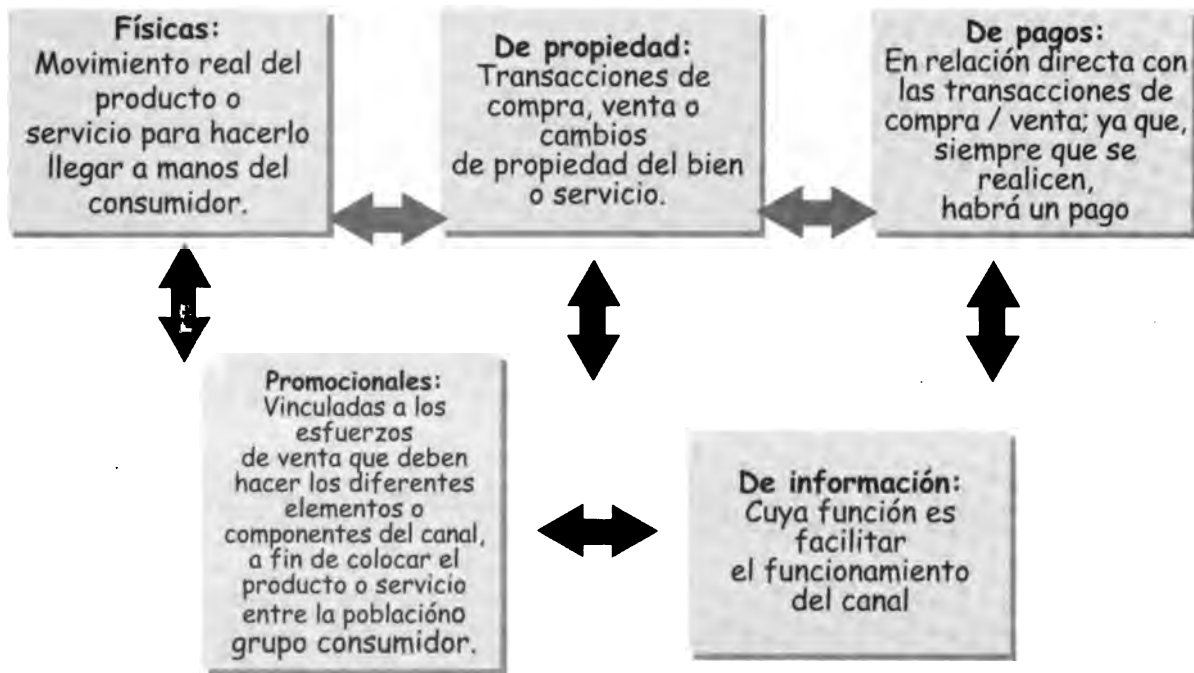 Físicas:
Movimiento real del
producto o
servicio para hacerlo
llegar a manos del
consumidor.
De propiedad:
Transacciones de
compra, venta o
cambios
de propiedad del bien
o servicio.
De pagos:
En relación directa con
las transacciones de
compra / venta; ya que,
siempre que se
realicen,
habrá un pago
Promocionales:
Vinculadas a los
esfuerzos
de venta que deben
hacer los diferentes
elementos o
componentes del canal,
a fin de colocar el
producto o servicio
entre la poblacióno
grupo consumidor.
De información:
Cuya función es
facilitar
el funcionamiento
del canal